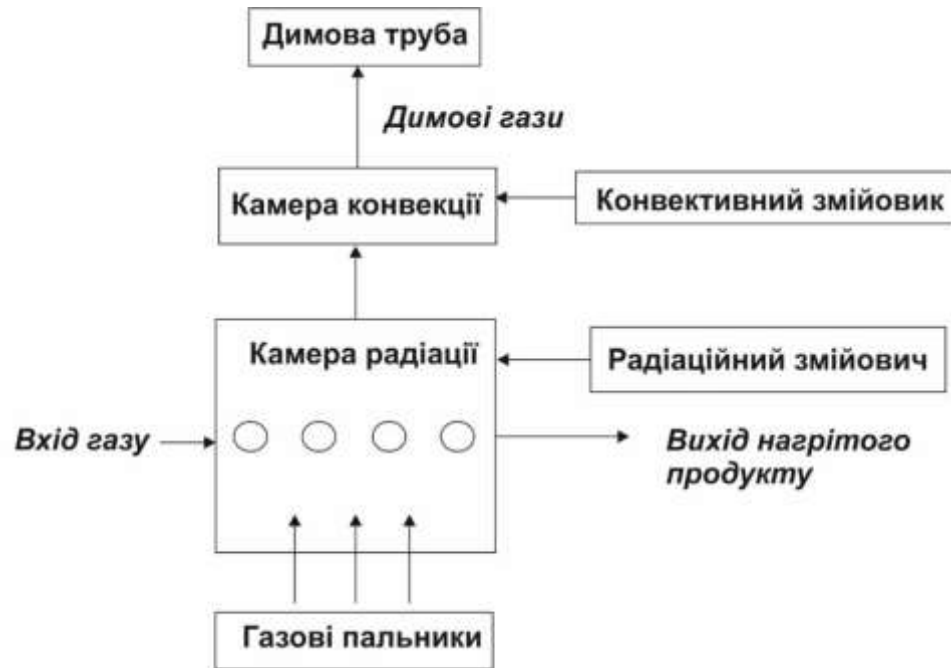 Димова труба
Димові гази
Камера конвекції
Конвективний змійовик
Камера радіації
Радіаційний змійович
Вхід газу
Вихід нагрітого
продукту
Газові пальники